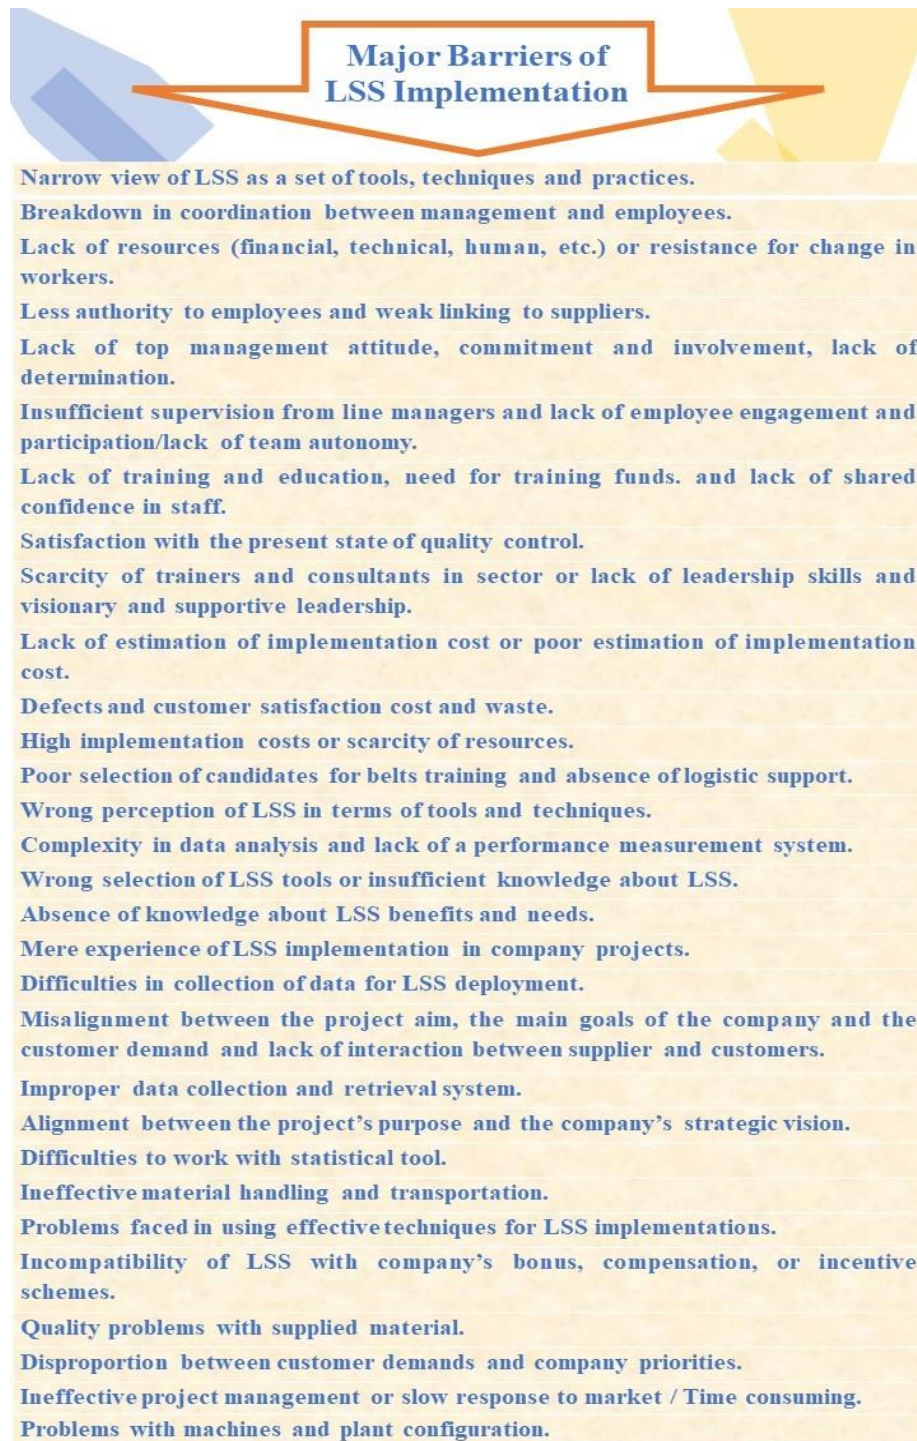 Major Barriers of
LSS Implementation
Narrow view of LSS as a set of tools, techniques and practices.
Breakdown in coordination between management and employees.
Lack of resources (financial, technical, human, etc.) or resistance for change in
workers.
Less authority to employees and weak linking to suppliers.
Lack of top management attitude, commitment and involvement, lack of
determination.
Insufficient supervision from line managers and lack of employee engagement and
participation/lack of team autonomy.
Lack of training and education, need for training funds. and lack of shared
confidence in staff.
Satisfaction with the present state of quality control.
Scarcity of trainers and consultants in sector or lack of leadership skills and
visionary and supportive leadership.
Lack of estimation of implementation cost or poor estimation of implementation
cost.
Defects and customer satisfaction cost and waste.
High implementation costs or scarcity of resources.
Poor selection of candidates for belts training and absence of logistic support.
Wrong perception of LSS in terms of tools and techniques.
Complexity in data analysis and lack of a performance measurement system.
Wrong selection of LSS tools or insufficient knowledge about LSS.
Absence of knowledge about LSS benefits and needs.
Mere experience of LSS implementation in company projects.
Difficulties in collection of data for LSS deployment.
Misalignment between the project aim, the main goals of the company and the
customer demand and lack of interaction between supplier and customers.
Improper data collection and retrieval system.
Alignment between the project’s purpose and the company’s strategic vision.
Difficulties to work with statistical tool.
Ineffective material handling and transportation.
Problems faced in using effective techniques for LSS implementations.
Incompatibility of LSS with company’s bonus, compensation, or incentive
schemes.
Quality problems with supplied material.
Disproportion between customer demands and company priorities.
Ineffective project management or slow response to market / Time consuming.
Problems with machines and plant configuration.